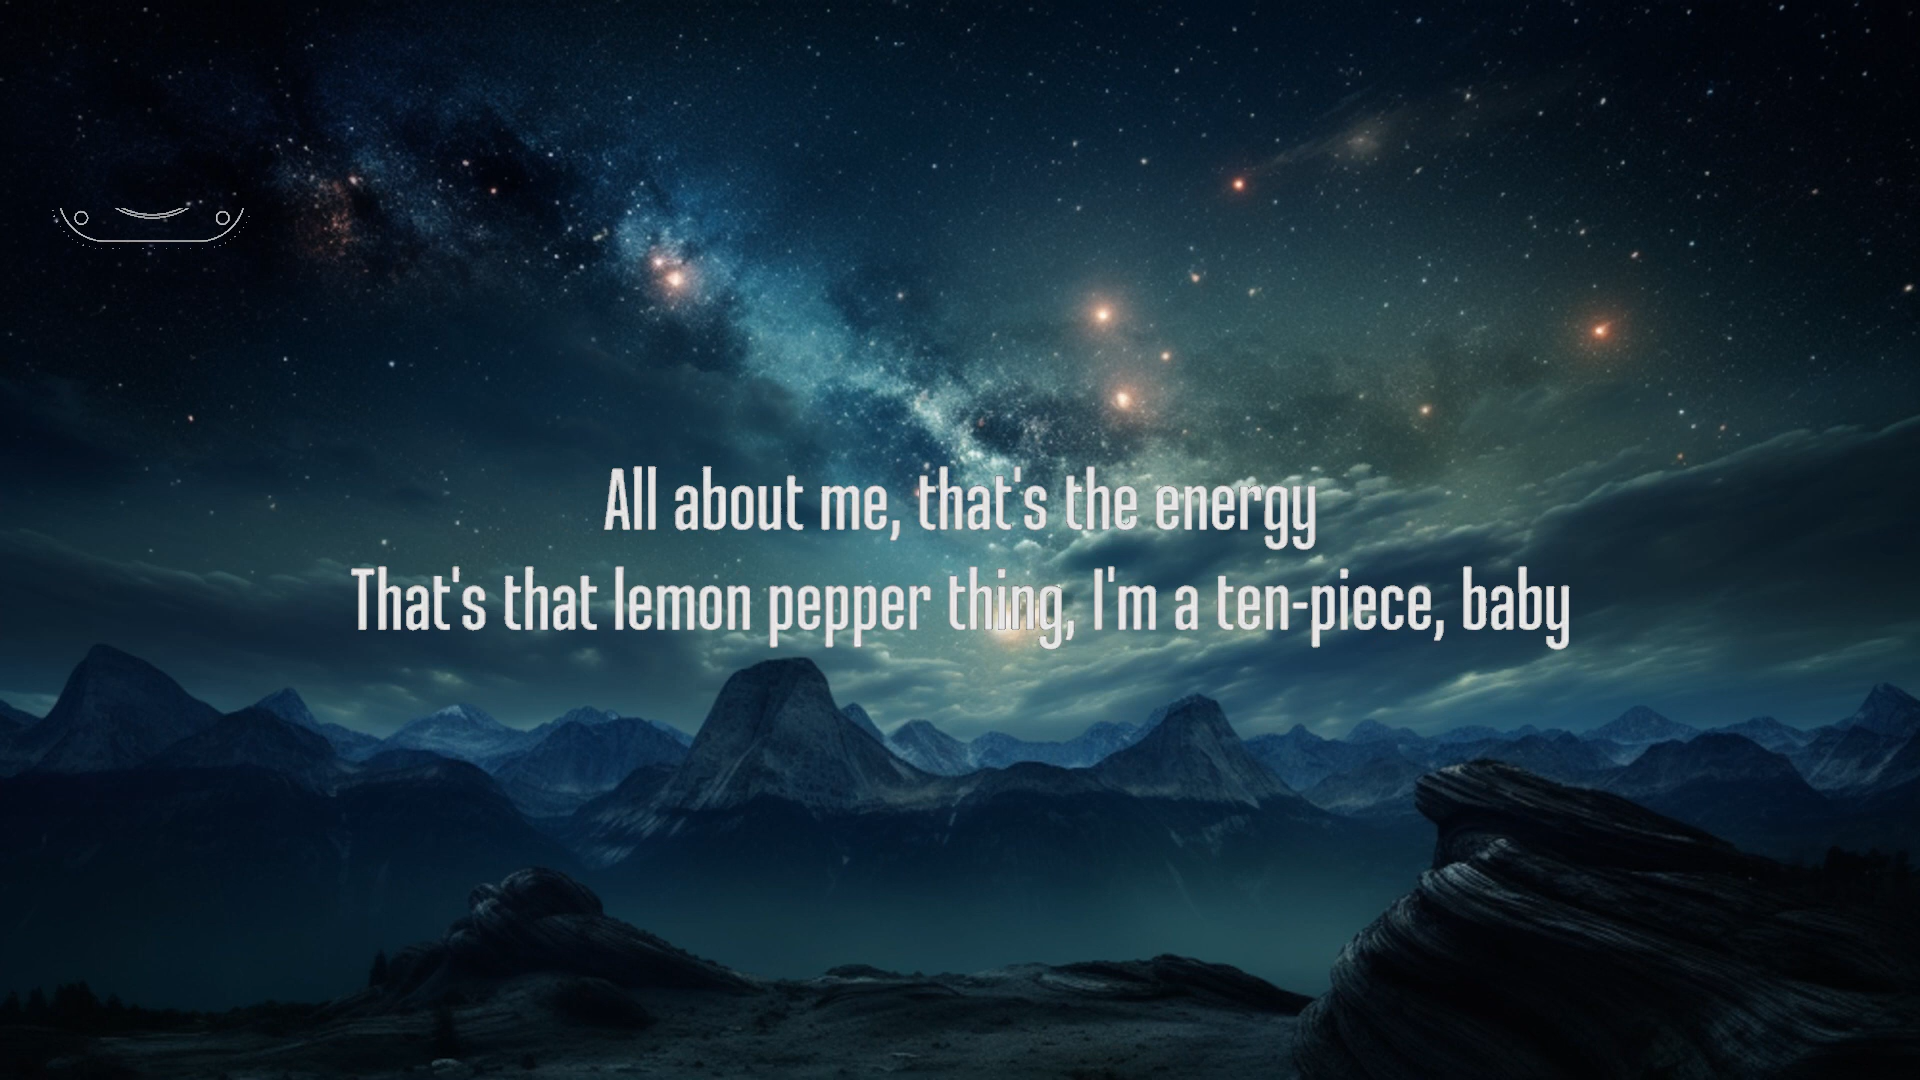 All about me, that's the energy
That's that lemon pepper thing, I'm a ten-piece, baby